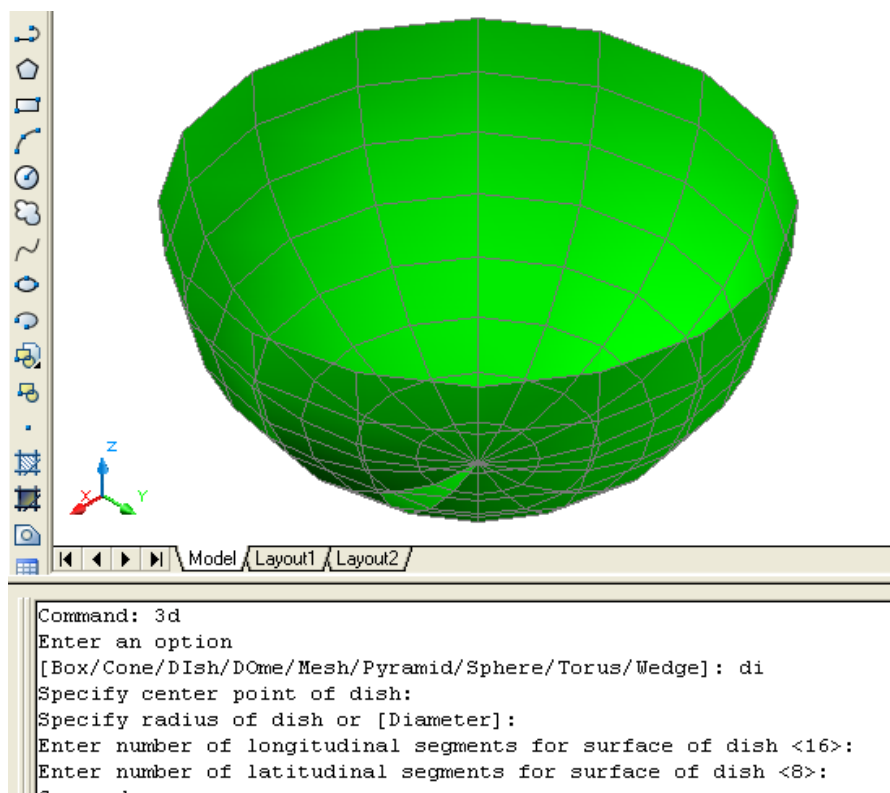 Z
X
Y
Model Layout1 Layout2
Command: 3d
Enter an option
[Box/Cone/DIsh/DOme/Mesh/Pyramid/Sphere/Torus/Wedge]: di
Specify center point of dish:
Specify radius of dish or [Diameter]:
Enter number of longitudinal segments for surface of dish <16>:
Enter number of latitudinal segments for surface of dish <8>: